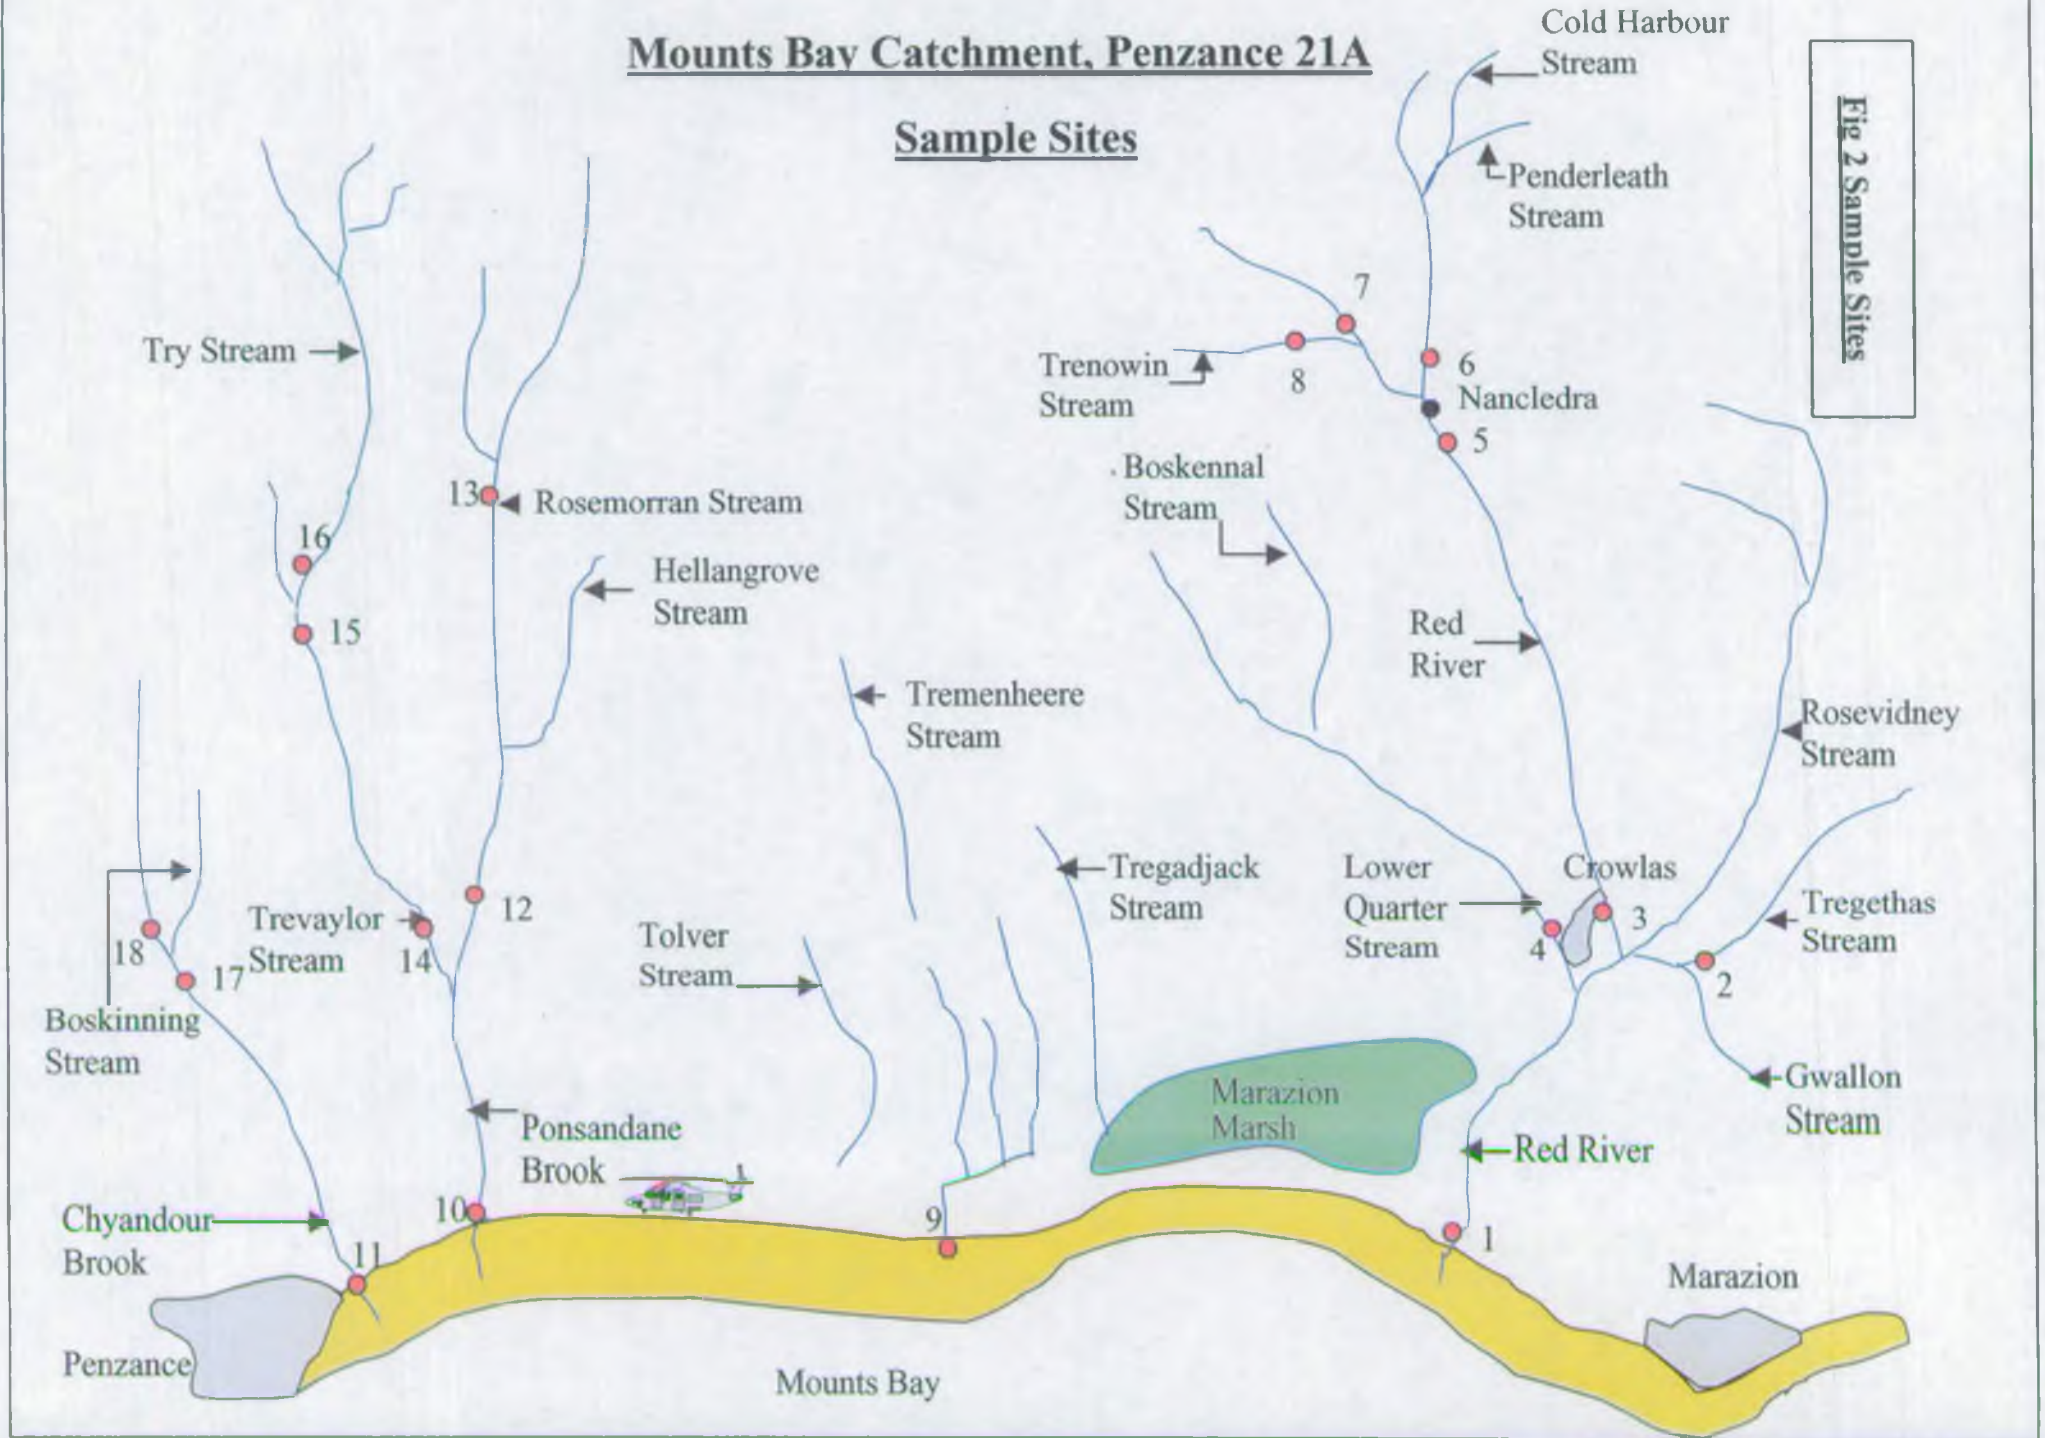 Mounts Bay Catchment, Penzance 21A
Sample Sites
Fig 2 Sample Sites
Cold Harbour
Stream
Penderleath
Stream
7
Try Stream
Trenowin
Stream
8
6
Nancledra
5
Boskennal
Stream
13
Rosemorran Stream
16
Hellangrove
Stream
15
Red
River
Tremenheere
Stream
Rosevidney
Stream
Tregadjack
Stream
Lower
Quarter
Stream
Crowlas
Tregethas
Stream
12
Trevaylor
Stream
14
18
17
Tolver
Stream
3
4
2
Boskinning
Stream
Marazion
Marsh
Gwallon
Stream
Ponsandane
Brook
Red River
10
9
1
Chyandour
Brook
11
Marazion
Penzance
Mounts Bay